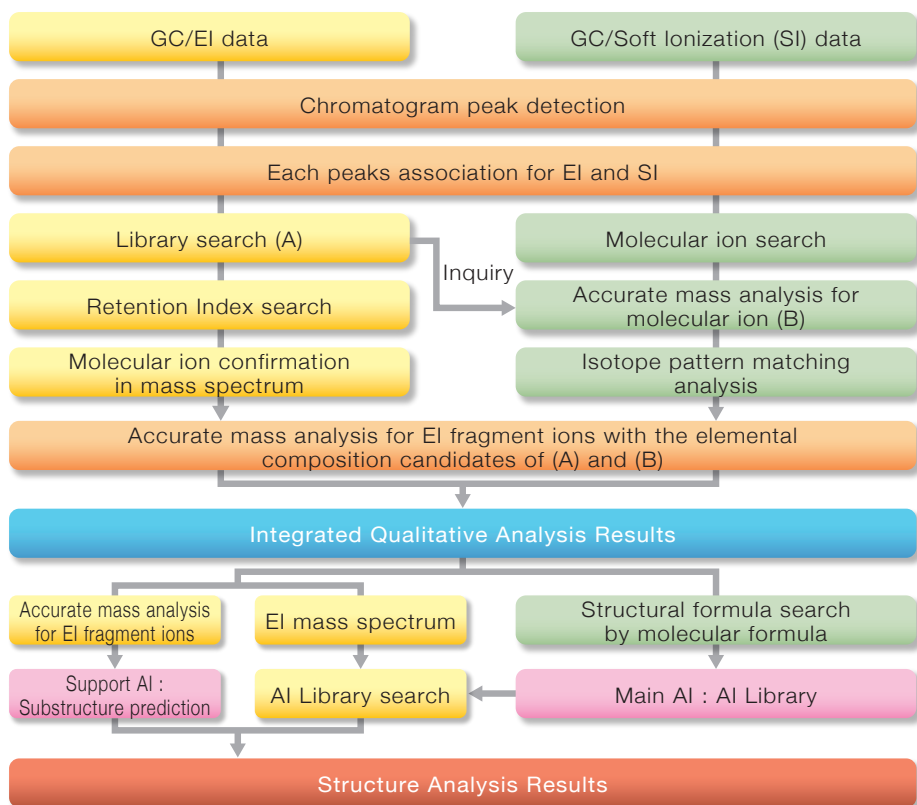 GC/EI data
GC/Soft Ionization (SI) data
Chromatogram peak detection
Each peaks association for EI and SI
Library search (A)
Molecular ion search
Inquiry
Retention Index search
Accurate mass analysis for
molecular ion (B)
Molecular ion confirmation
in mass spectrum
Isotope pattern matching
analysis
Accurate mass analysis for EI fragment ions with the elemental
composition candidates of (A) and (B)
Integrated Qualitative Analysis Results
Accurate mass analysis
for EI fragment ions
EI mass spectrum
Structural formula search
by molecular formula
Support AI :
Substructure prediction
AI Library search
Main AI : AI Library
Structure Analysis Results